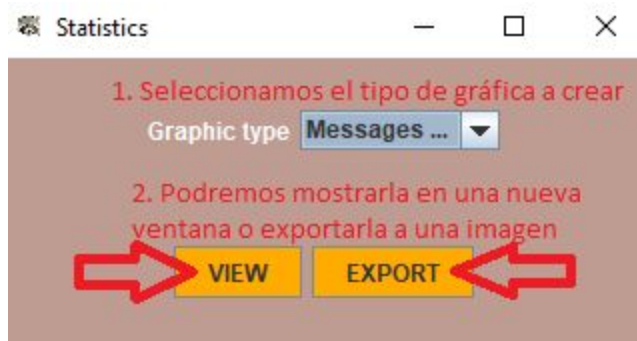 Statistics
1. Seleccionamos el tipo de gráfica a crear
Graphic type Messages ...
2. Podremos mostrarla en una nueva
ventana o exportarla a una imagen
VIEW EXPORT